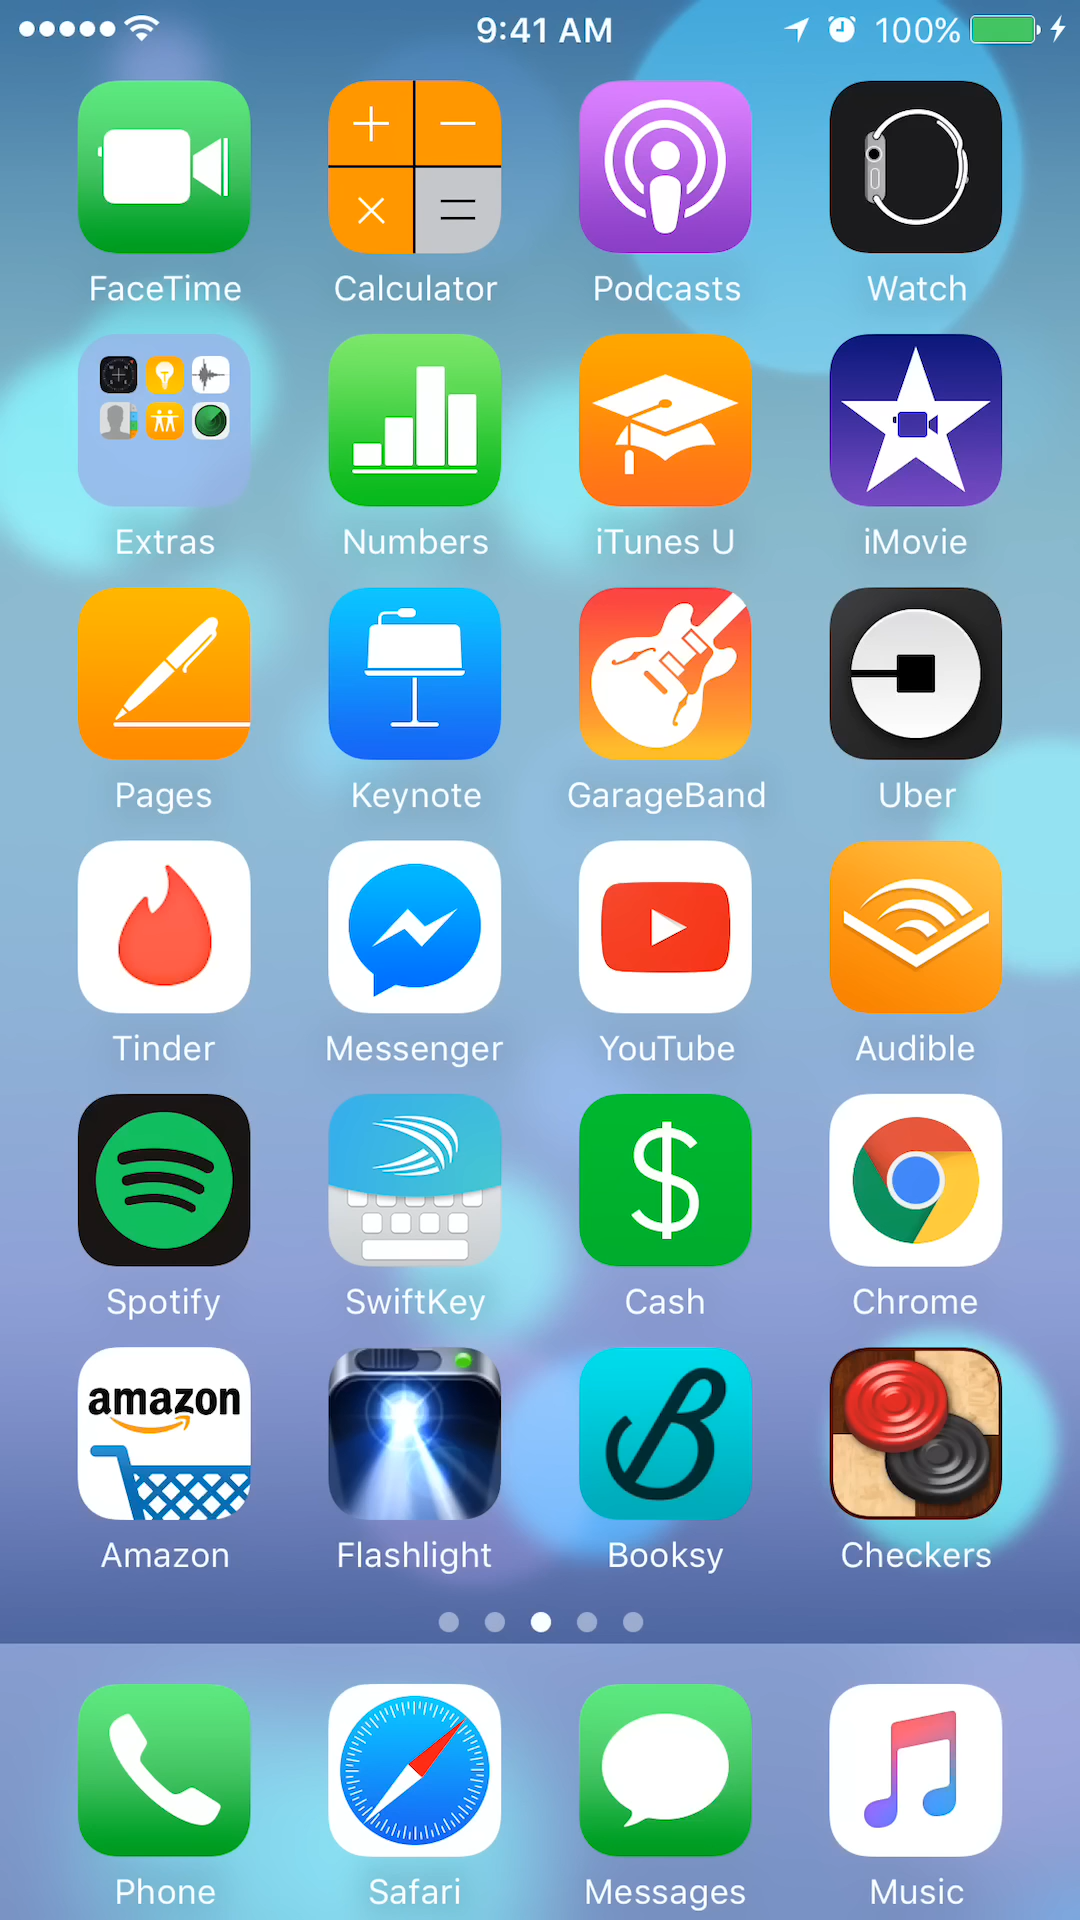 9:41 AM 100%
FaceTime Calculator Podcasts Watch
Extras Numbers iTunes U iMovie
Pages Keynote GarageBand Uber
Tinder Messenger YouTube Audible
Spotify SwiftKey Cash Chrome
amazon
Amazon Flashlight Booksy Checkers
Phone Safari Messages Music